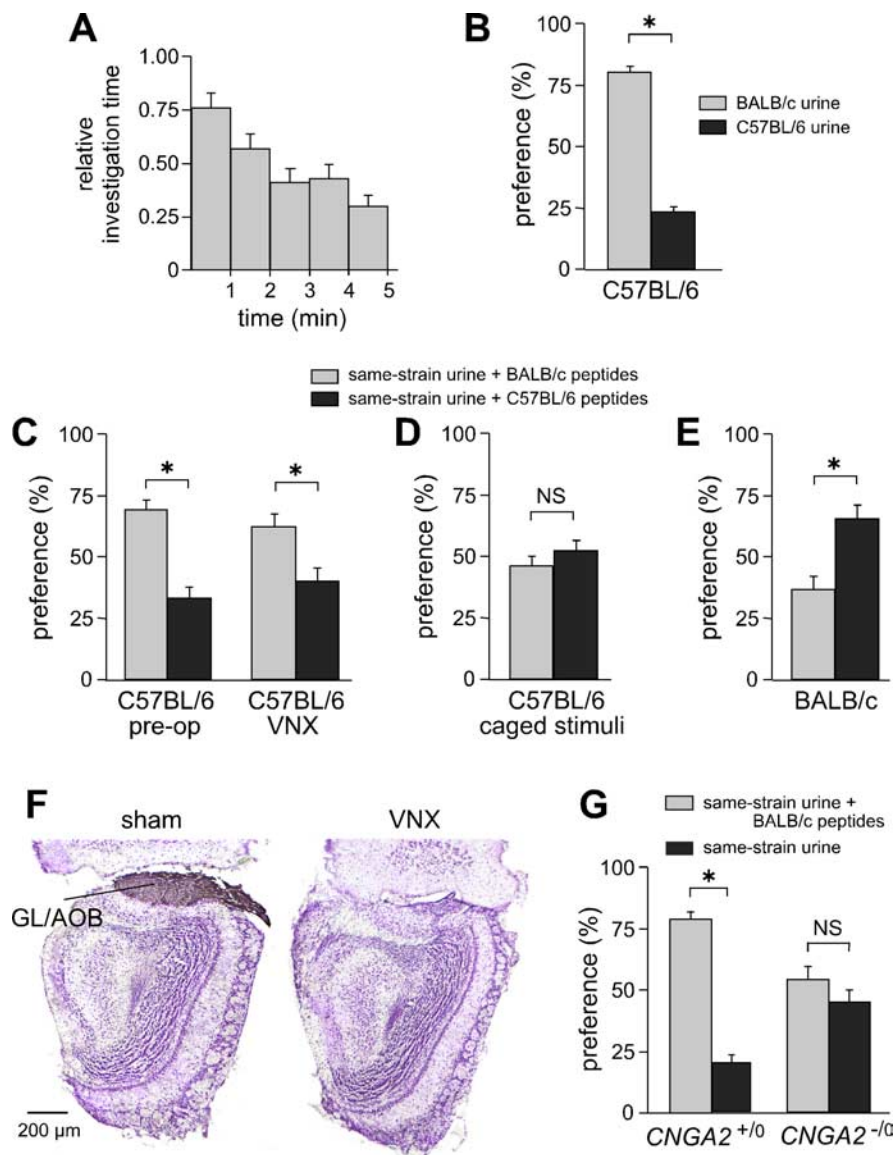 A
1.00
0.75
0.50
0.25
0
relative
investigation time
1 2 3 4 5
time (min)
B
100
75
50
25
0
preference (%)
*
C57BL/6
BALB/c urine
C57BL/6 urine
same-strain urine + BALB/c peptides
same-strain urine + C57BL/6 peptides
C
100
75
50
25
0
preference (%)
*
*
C57BL/6
pre-op
C57BL/6
VNX
D
100
75
50
25
0
preference (%)
NS
C57BL/6
caged stimuli
E
100
75
50
25
0
preference (%)
*
BALB/c
F
sham
VNX
GL/AOB
200 µm
G
same-strain urine +
BALB/c peptides
same-strain urine
100
75
50
25
0
preference (%)
*
NS
CNGA2 +/0
CNGA2 -/0